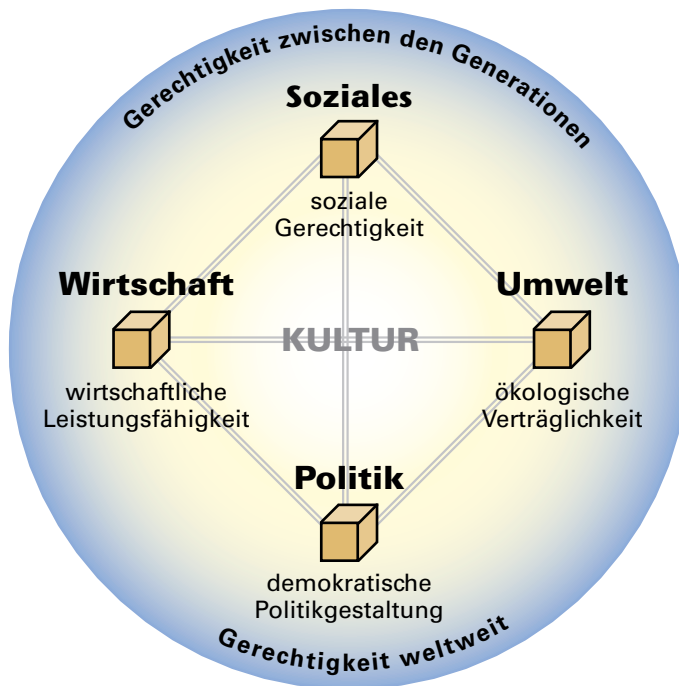 Gerechtigkeit zwischen den Generationen
Soziales
soziale
Gerechtigkeit
Wirtschaft
wirtschaftliche
Leistungsfähigkeit
KULTUR
Umwelt
ökologische
Verträglichkeit
Politik
demokratische
Politikgestaltung
Gerechtigkeit weltweit